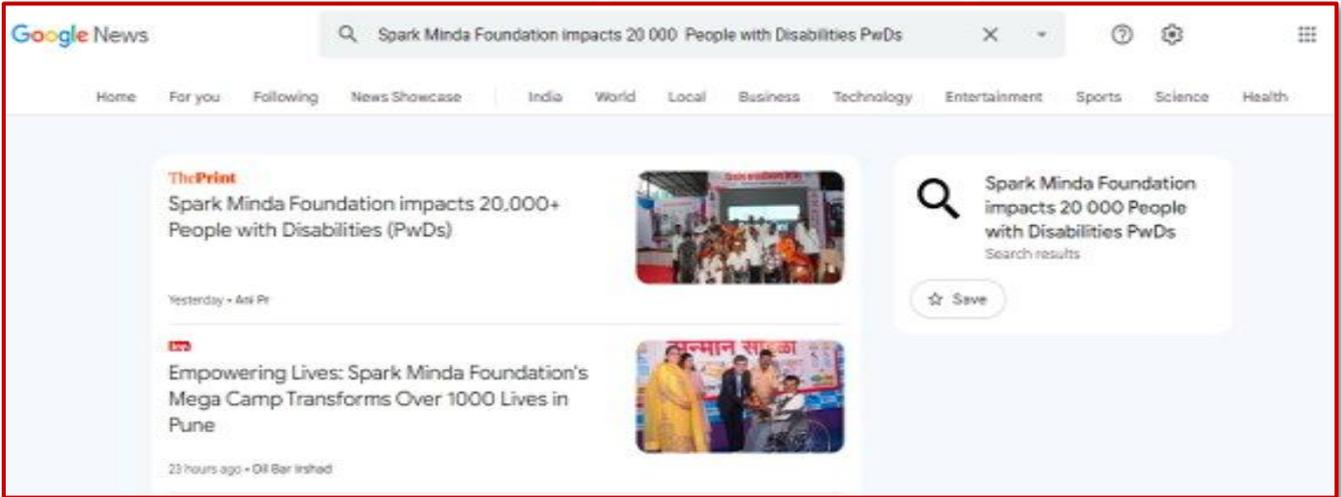 Google News
Spark Minda Foundation impacts 20 000 People with Disabilities PwDs
Home For you Following News Showcase India World Local Business Technology Entertainment Sports Science Health
ThePrint
Spark Minda Foundation impacts 20,000+
People with Disabilities (PwDs)
Yesterday • Ani Pr
Empowering Lives: Spark Minda Foundation's
Mega Camp Transforms Over 1000 Lives in
Pune
23 hours ago • Dil Bar Irshad
Spark Minda Foundation
impacts 20 000 People
with Disabilities PwDs
Search results
Save